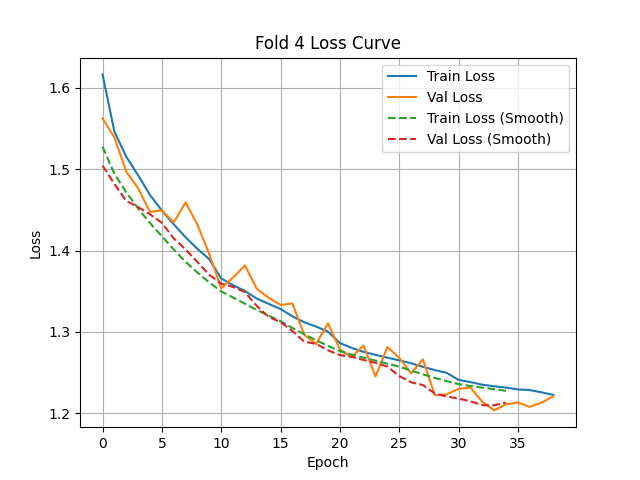 Fold 4 Loss Curve
Train Loss
Val Loss
Train Loss (Smooth)
Val Loss (Smooth)
Loss
1.6
1.5
1.4
1.3
1.2
0 5 10 15 20 25 30 35
Epoch